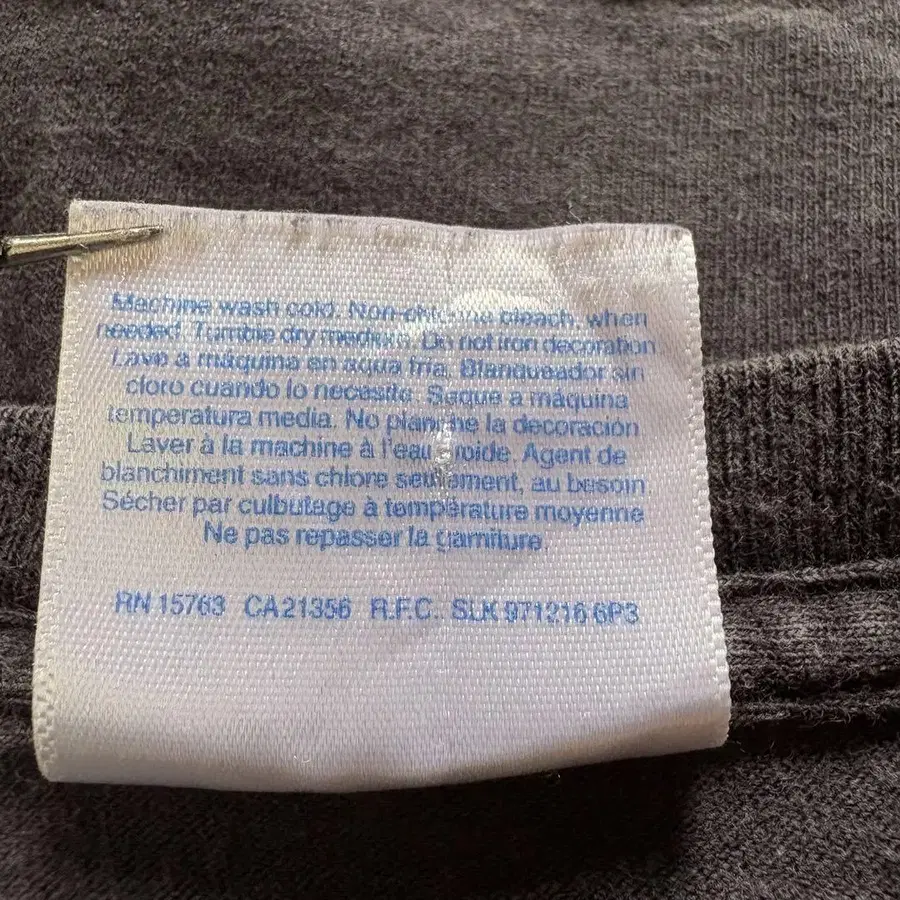 Machine wash cold. Non-chlorine bleach, when
needed. Tumble dry medium. Do not iron decoration
Lave a máquina en agua fria. Blanqueador sin
cloro cuando lo necesite. Seque a máquina
temperatura media. No planche la decoración
Laver à la machine à l'eau froide. Agent de
blanchiment sans chlore seulement, au besoin
Sécher par culbutage à température moyenne
Ne pas repasser la garniture.
RN 15763 CA21356 R.F.C. SLK 971216 6P3